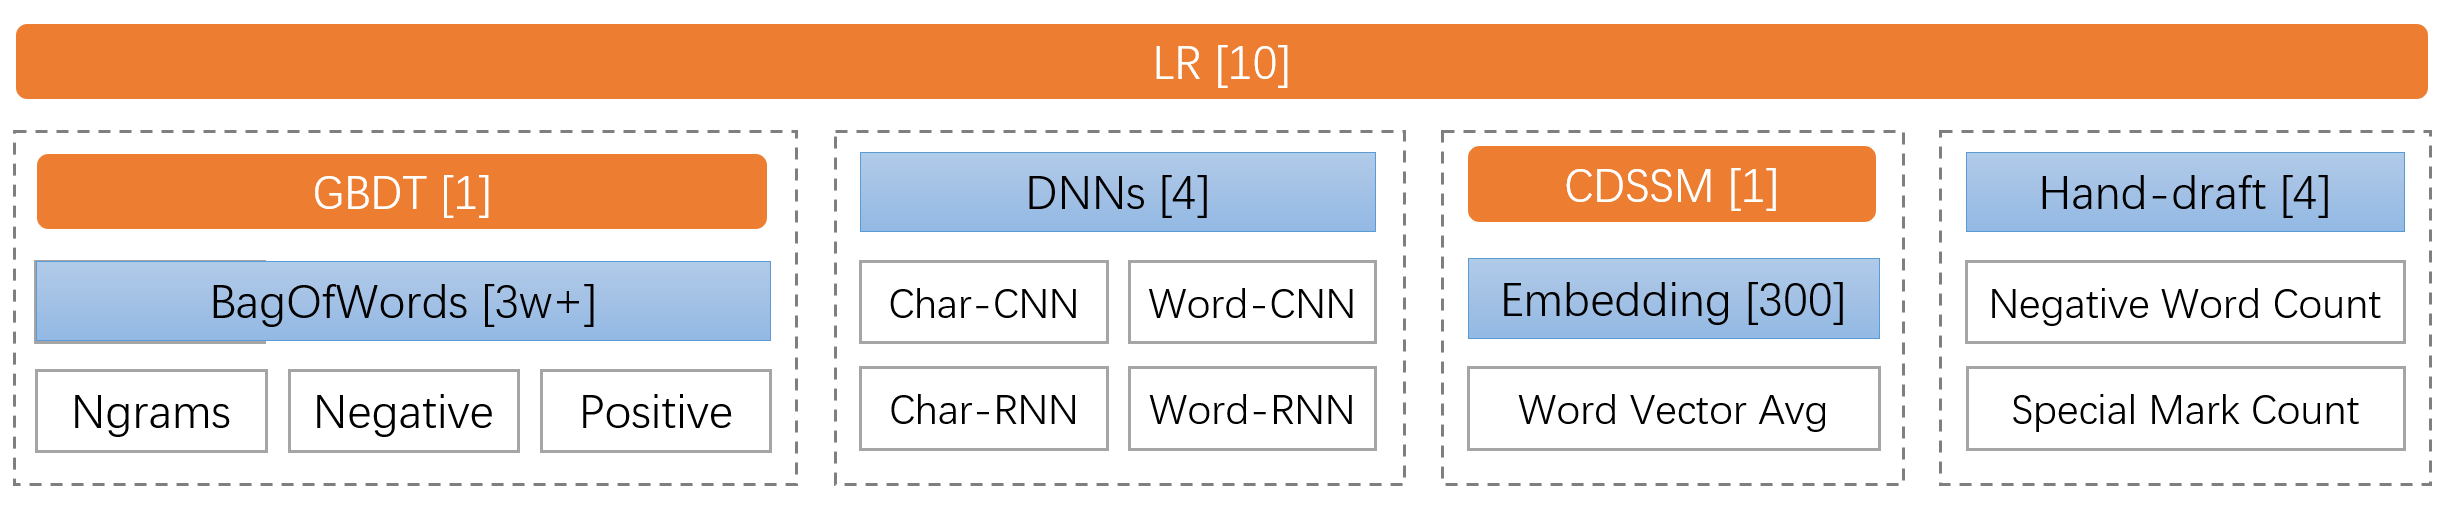 LR [10]
GBDT [1]
BagOfWords [3w+]
Ngrams Negative Positive
DNNs [4]
Char-CNN Word-CNN
Char-RNN Word-RNN
CDSSM [1]
Embedding [300]
Word Vector Avg
Hand-draft [4]
Negative Word Count
Special Mark Count